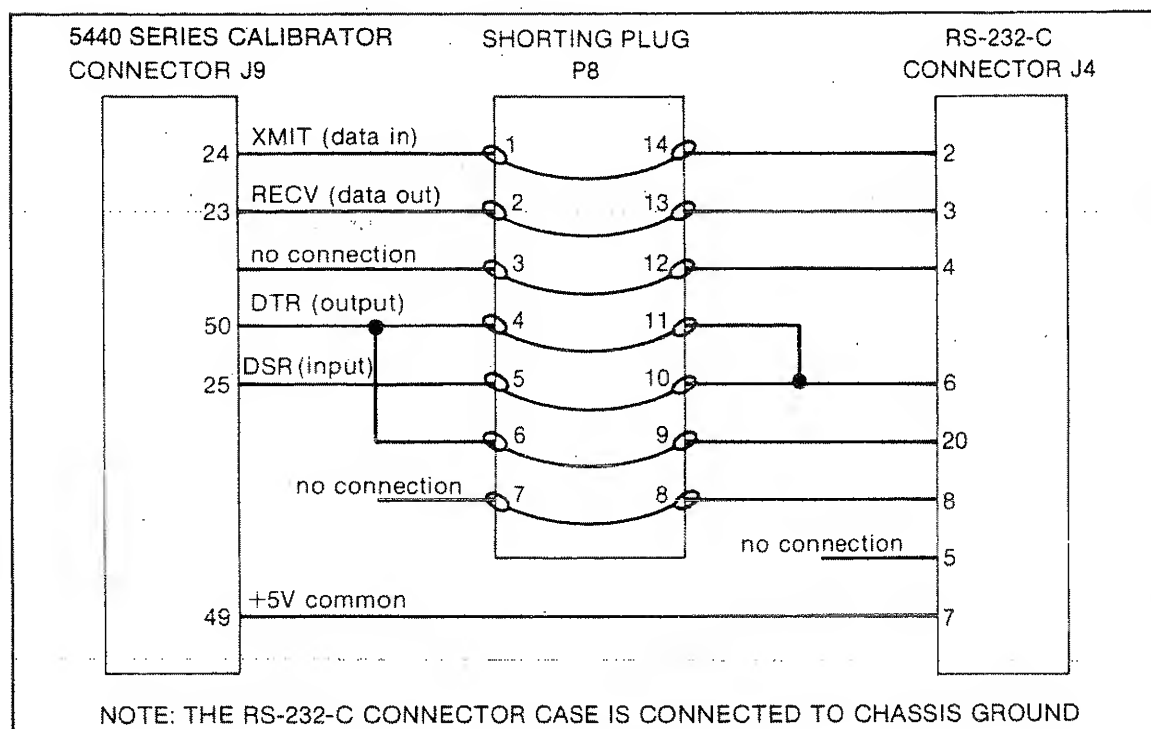 5440 SERIES CALIBRATOR SHORTING PLUG RS-232-C
CONNECTOR J9 P8 CONNECTOR J4
24 XMIT (data in) 1 14 2
23 RECV (data out) 2 13 3
no connection 3 12 4
50 DTR (output) 4 11
25 DSR (input) 5 10 6
6 9 20
no connection 7 8 8
no connection 5
49 +5V common 7
NOTE: THE RS-232-C CONNECTOR CASE IS CONNECTED TO CHASSIS GROUND